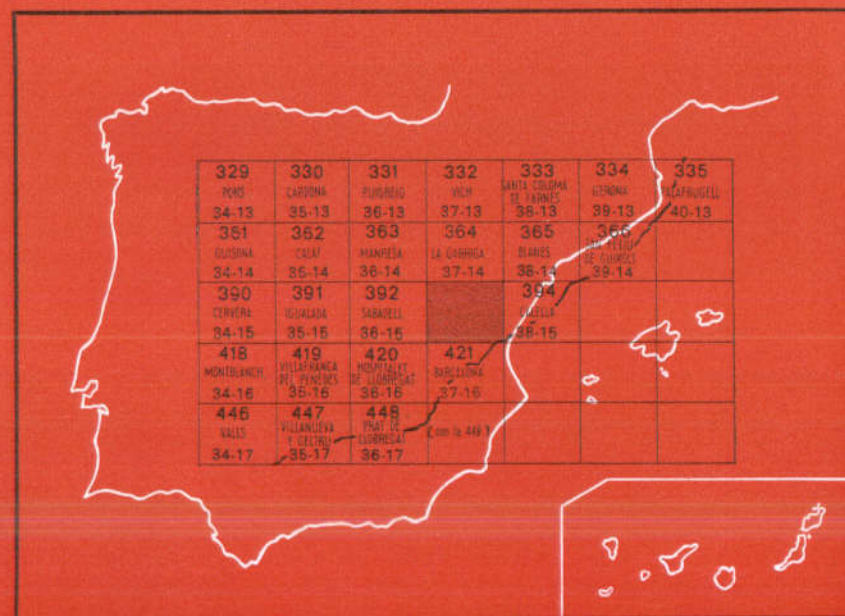 329 330 331 332 333 334 335
PONS CARDONA PUIGREIG VICH SANTA COLOMA DE FARNES GERONA PALAFRUGELL
34-13 35-13 36-13 37-13 38-13 39-13 40-13
361 362 363 364 365 366
GUISONA CALAF MANRESA LA GARRIGA BLANES SAN FELIU DE GUIXOLS
34-14 35-14 36-14 37-14 38-14 39-14
390 391 392 394
CERVERA IGUALADA SABADELL CALELLA
34-15 35-15 36-15 38-15
418 419 420 421
MONTBLANCH VILLAFRANCA DEL PENEDES HOSPITALET DE LLOBREGAT BARCELONA
34-16 35-16 36-16 37-16
446 447 448
VALLS VILLANUEVA Y GELTRU PRAT DE LLOBREGAT (con la 448)
34-17 35-17 36-17